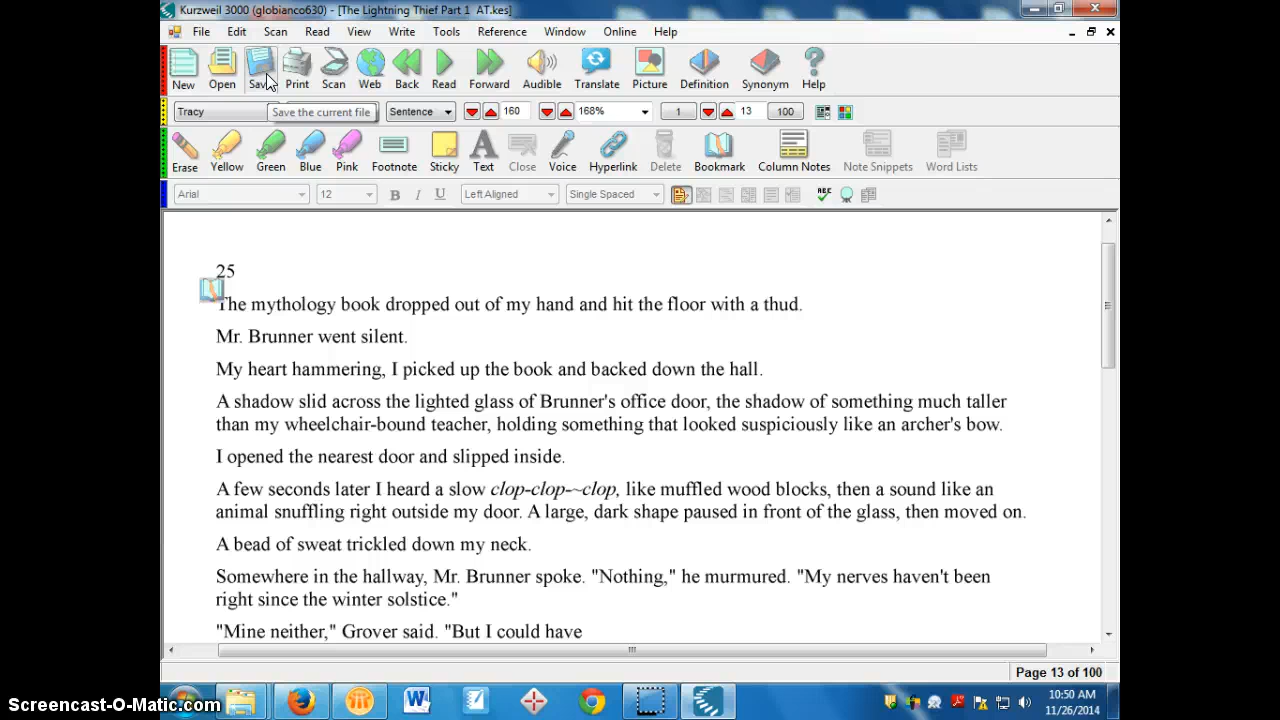 Kurzweil 3000 (globianco630) - [The Lightning Thief Part 1 AT.kes]
File Edit Scan Read View Write Tools Reference Window Online Help
New Open Save Print Scan Form Web Back Read Forward Audible Translate Picture Definition Synonym Help
Tracy Save the current file Sentence 160 168% 1 13 100
Erase Yellow Green Blue Pink Footnote Sticky Text Close Voice Hyperlink Delete Bookmark Column Notes Note Snippets Word Lists
Arial 12 B I U Left Aligned Single Spaced ABC
25
The mythology book dropped out of my hand and hit the floor with a thud.
Mr. Brunner went silent.
My heart hammering, I picked up the book and backed down the hall.
A shadow slid across the lighted glass of Brunner's office door, the shadow of something much taller
than my wheelchair-bound teacher, holding something that looked suspiciously like an archer's bow.
I opened the nearest door and slipped inside.
A few seconds later I heard a slow clop-clop-~clop, like muffled wood blocks, then a sound like an
animal snuffling right outside my door. A large, dark shape paused in front of the glass, then moved on.
A bead of sweat trickled down my neck.
Somewhere in the hallway, Mr. Brunner spoke. "Nothing," he murmured. "My nerves haven't been
right since the winter solstice."
"Mine neither," Grover said. "But I could have
Page 13 of 100
10:50 AM
11/26/2014
Screencast-O-Matic.com